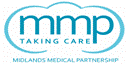 mmp
TAKING CARE
MIDLANDS MEDICAL PARTNERSHIP